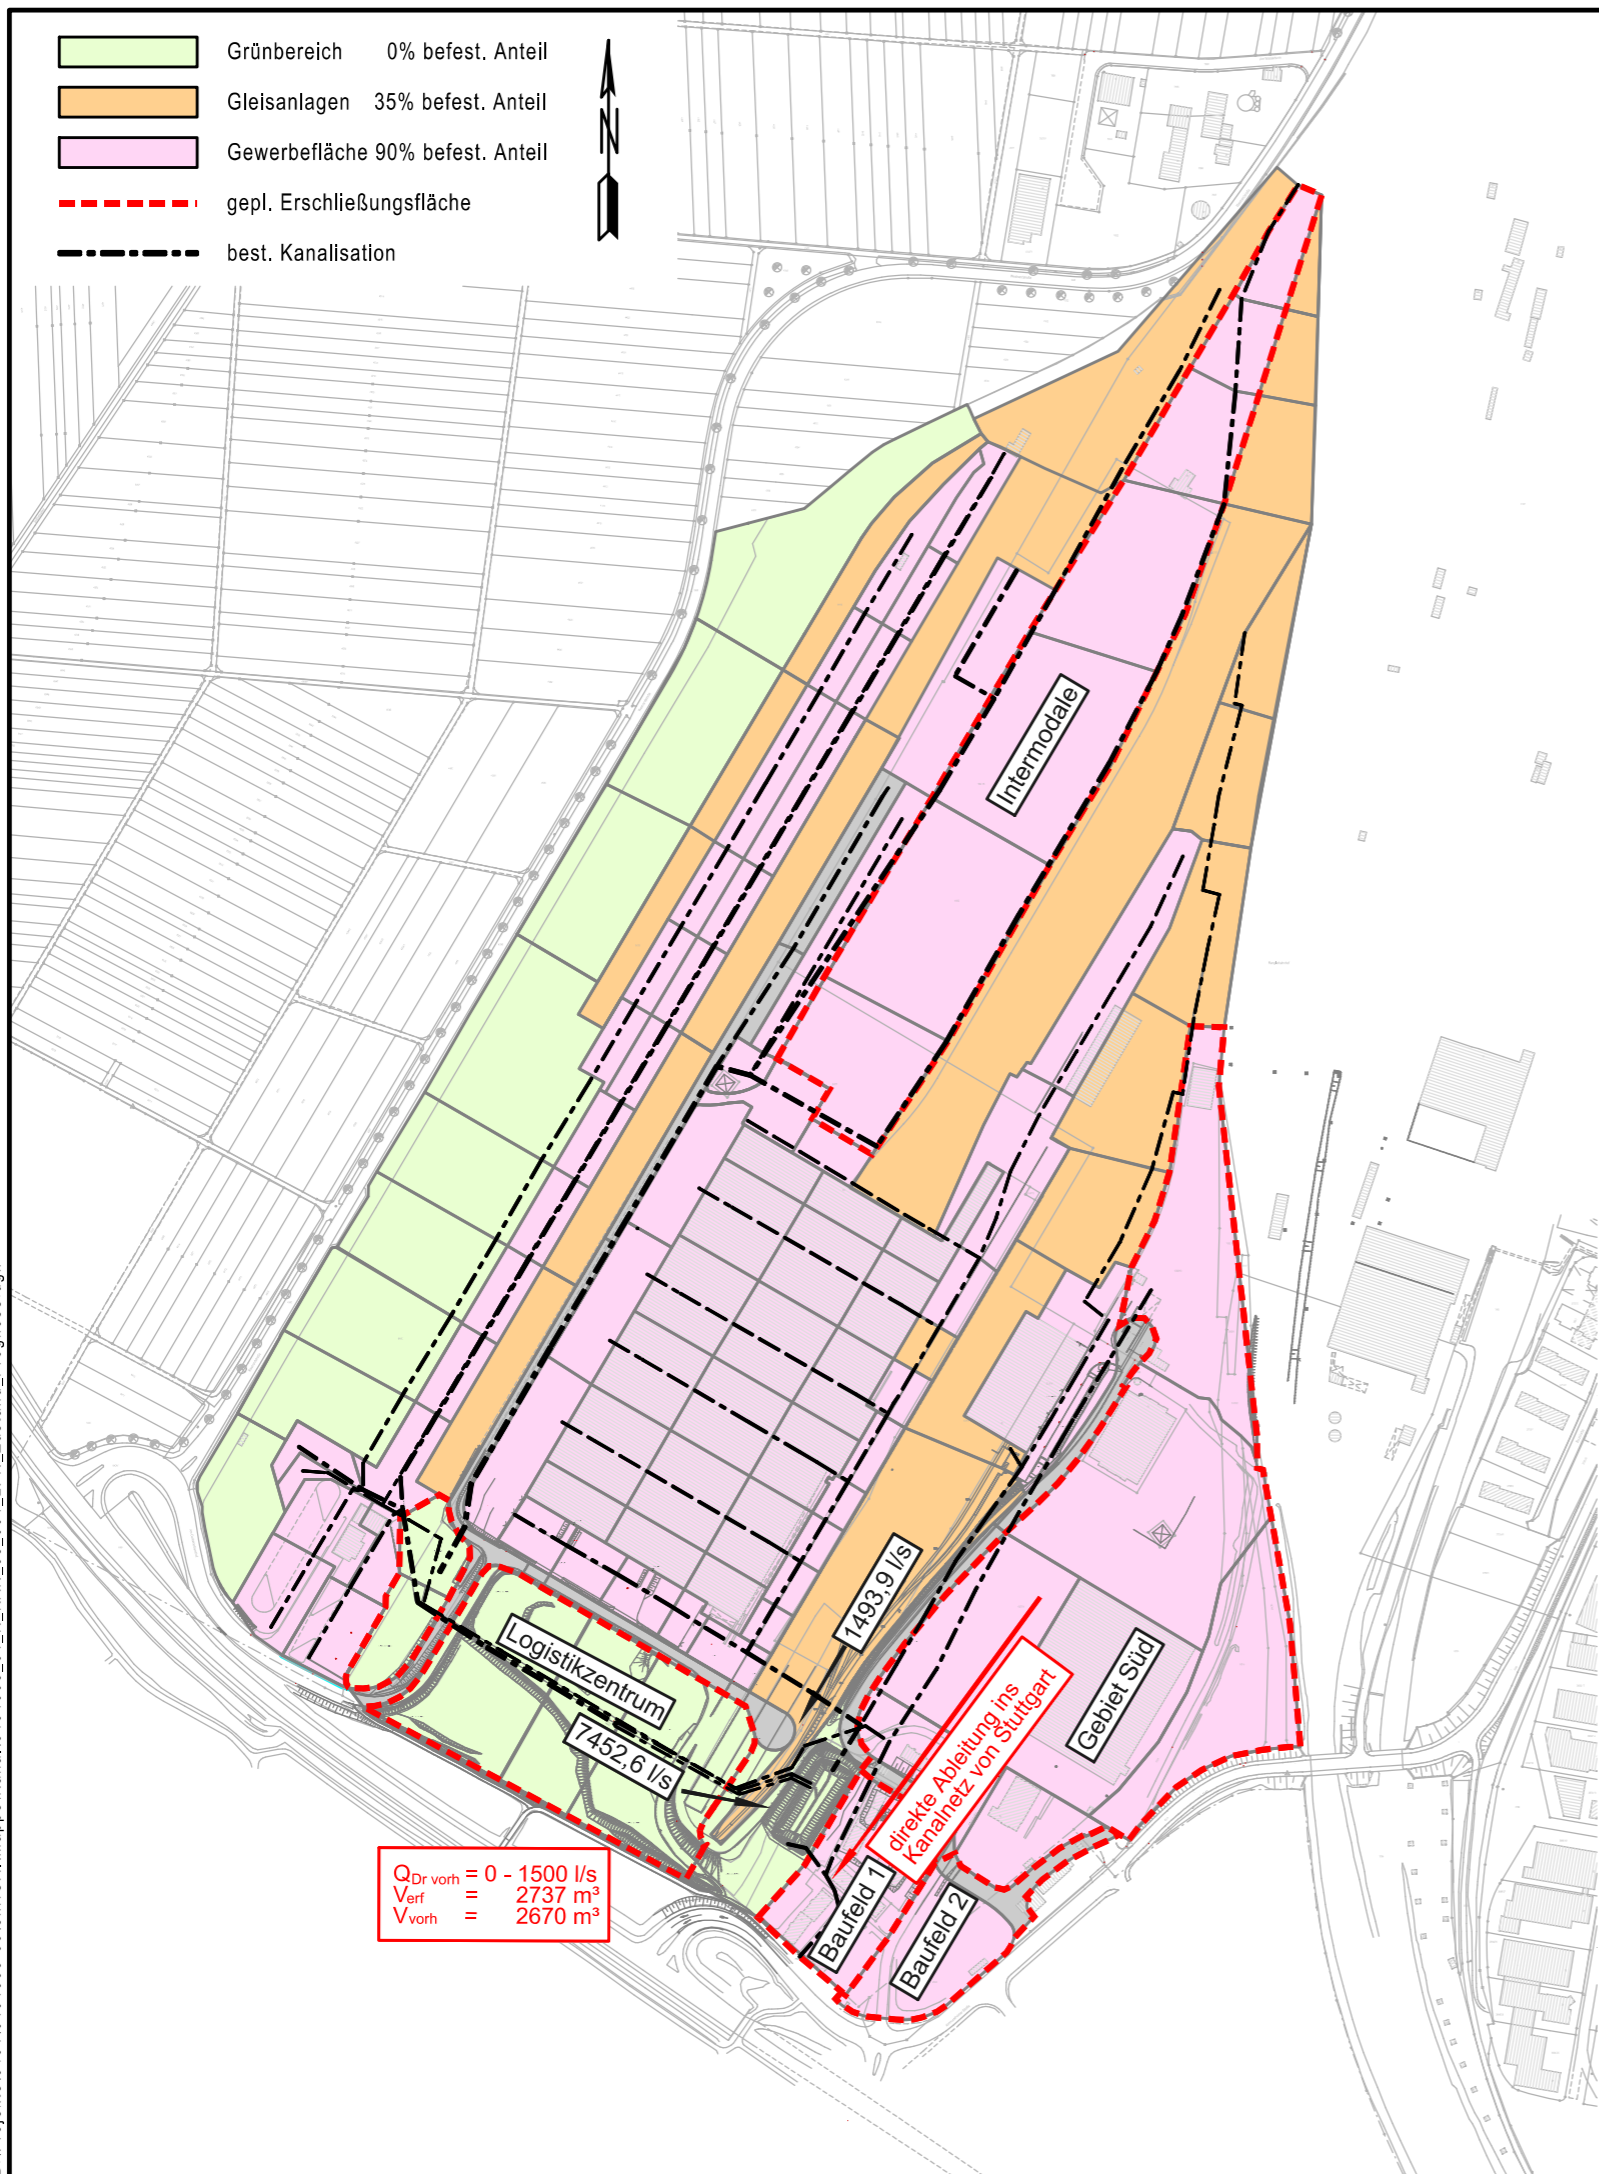 Grünbereich 0% befest. Anteil
Gleisanlagen 35% befest. Anteil
Gewerbefläche 90% befest. Anteil
gepl. Erschließungsfläche
best. Kanalisation
N
Intermodale
1493,9 l/s
Logistikzentrum
7452,6 l/s
direkte Ableitung ins
Kanalnetz von Stuttgart
Gebiet Süd
Baufeld 1
Baufeld 2
QDr vorh = 0 - 1500 l/s
Verf = 2737 m³
Vvorh = 2670 m³